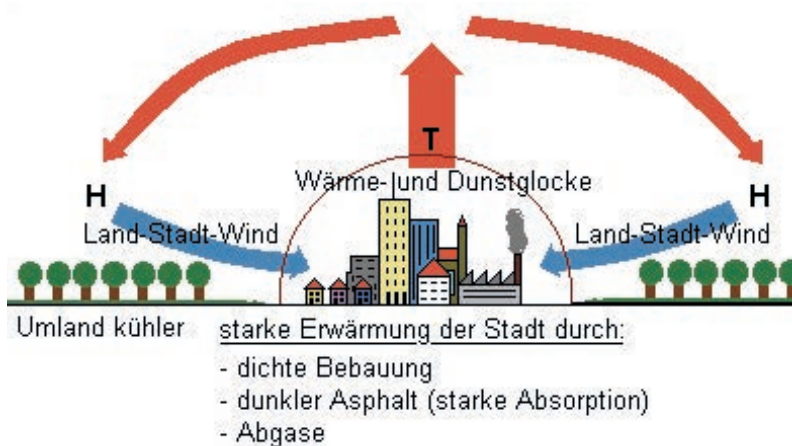 T
Wärme- und Dunstglocke
H
H
Land-Stadt-Wind
Land-Stadt-Wind
Umland kühler
starke Erwärmung der Stadt durch:
- dichte Bebauung
- dunkler Asphalt (starke Absorption)
- Abgase